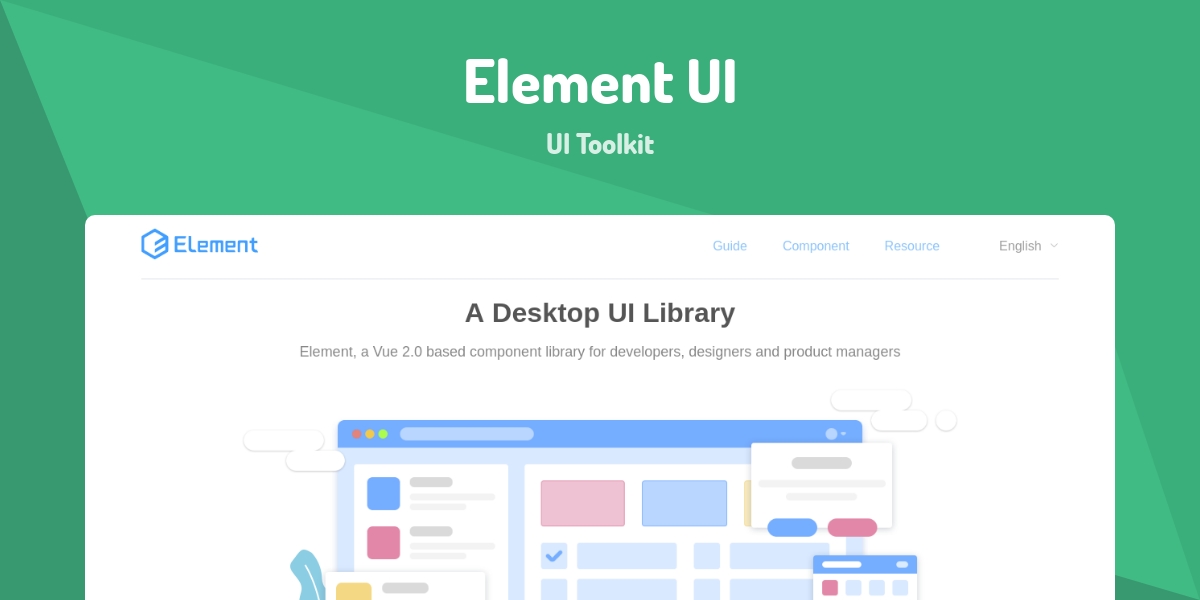 Element UI
UI Toolkit
Element
Guide Component Resource English
A Desktop UI Library
Element, a Vue 2.0 based component library for developers, designers and product managers